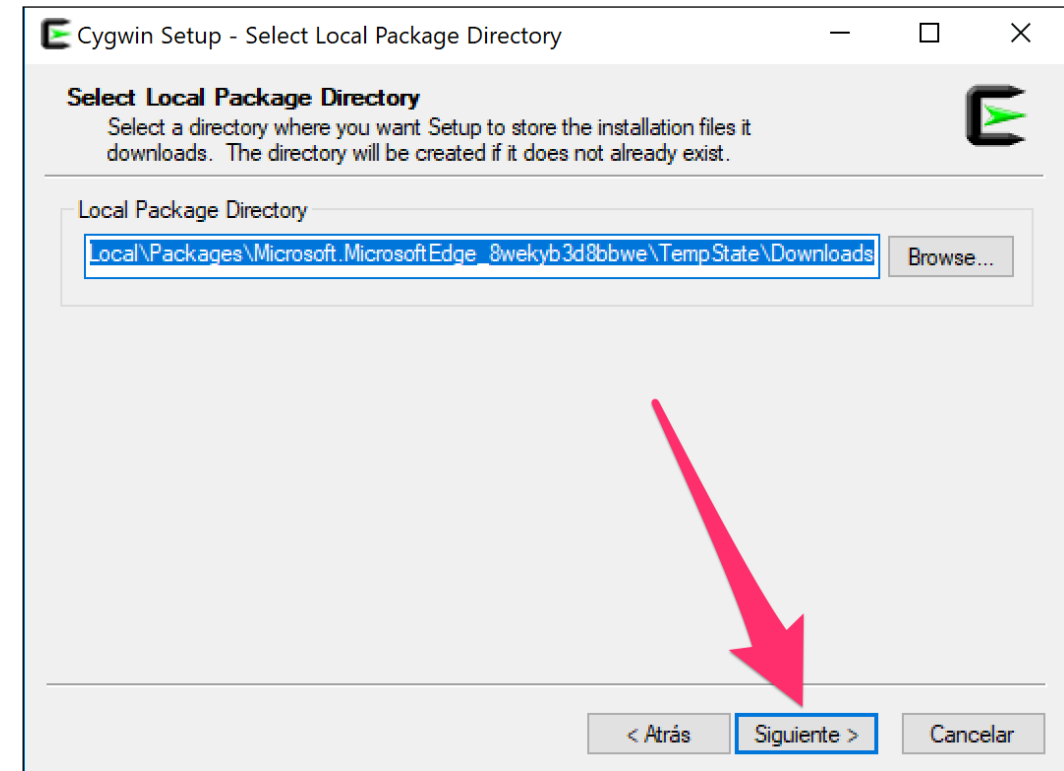 Cygwin Setup - Select Local Package Directory
Select Local Package Directory
Select a directory where you want Setup to store the installation files it
downloads. The directory will be created if it does not already exist.
Local Package Directory
Local\Packages\Microsoft.MicrosoftEdge_8wekyb3d8bbwe\TempState\Downloads
Browse...
< Atrás
Siguiente >
Cancelar